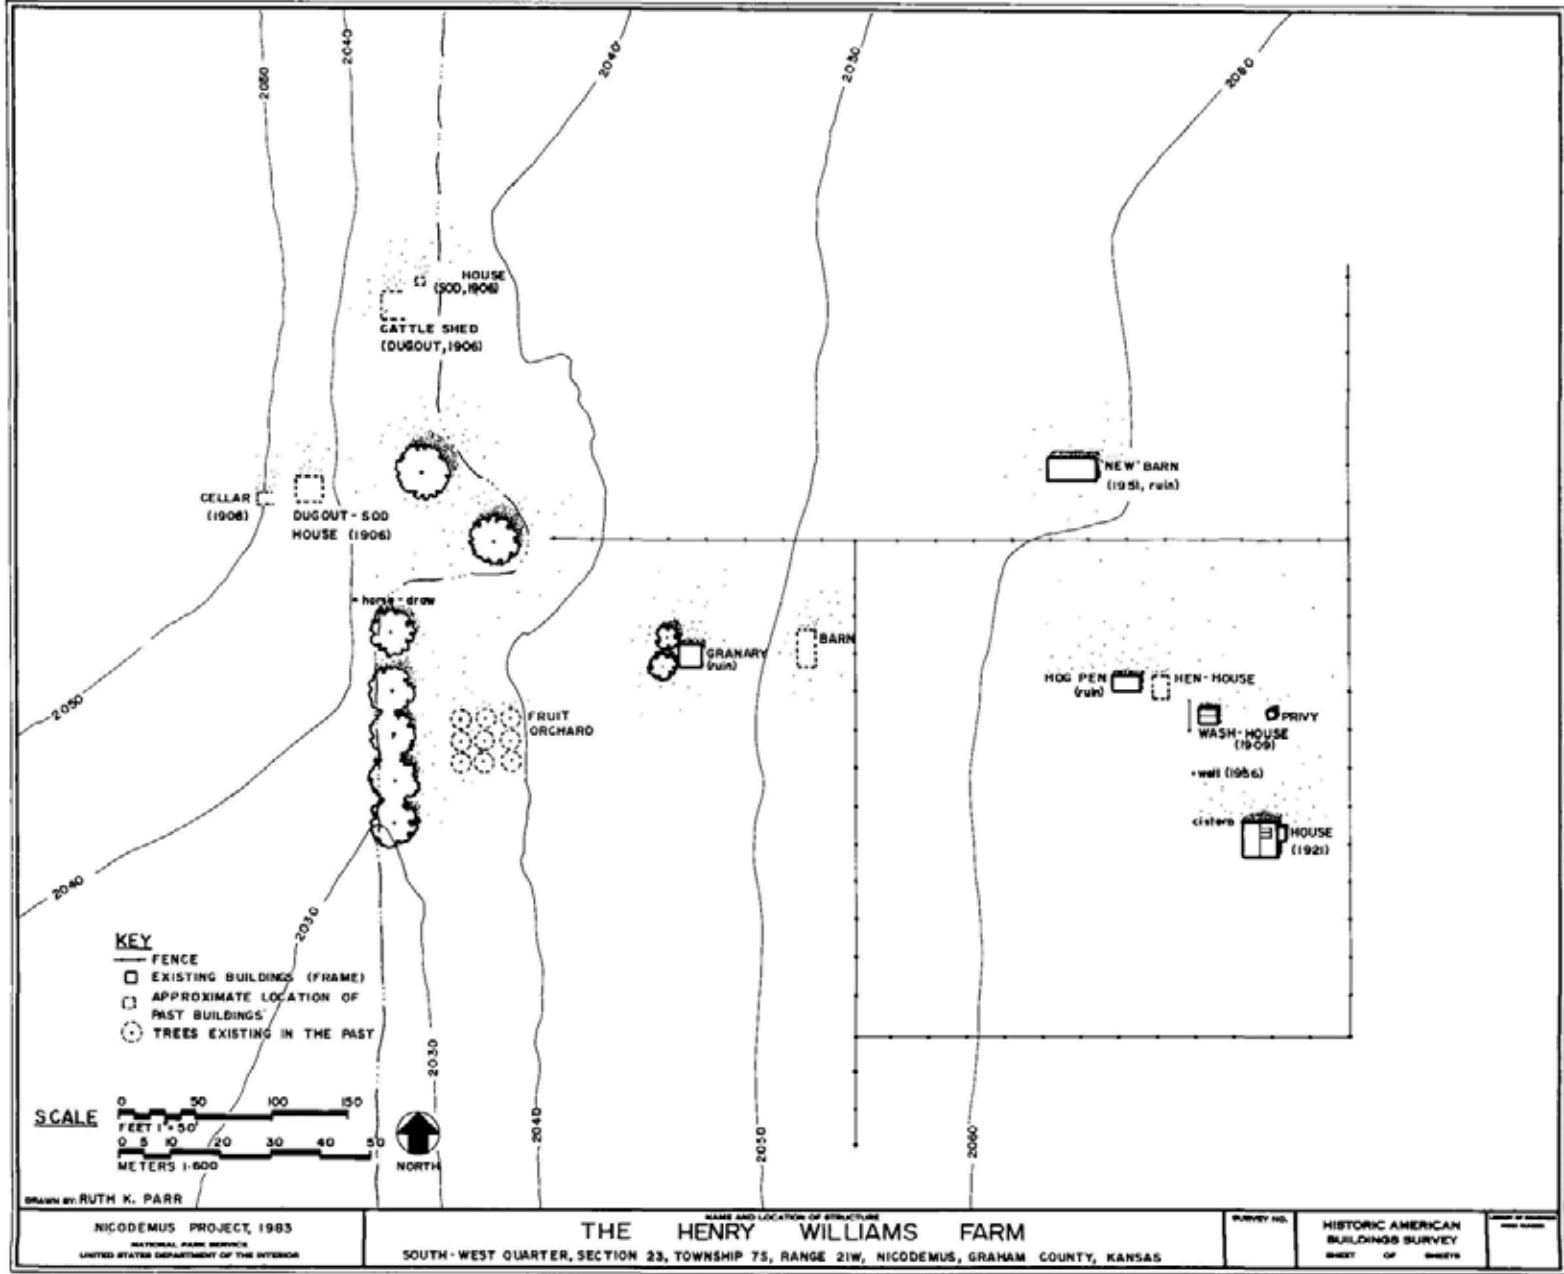 2050
2040
2040
2050
2060
HOUSE
(SOD, 1906)
CATTLE SHED
(DUGOUT, 1906)
CELLAR
(1906)
DUGOUT-SOD
HOUSE (1906)
NEW BARN
(1951, ruin)
horse-draw
GRANARY
(ruin)
BARN
HOG PEN
(ruin)
HEN-HOUSE
PRIVY
WASH-HOUSE
(1909)
FRUIT
ORCHARD
2050
well (1956)
cistern
HOUSE
(1921)
2040
2030
KEY
FENCE
EXISTING BUILDINGS (FRAME)
APPROXIMATE LOCATION OF
PAST BUILDINGS
TREES EXISTING IN THE PAST
2030
2040
2050
2060
SCALE
0 50 100 150
FEET 1"=50'
0 5 10 20 30 40 50
METERS 1:600
NORTH
DRAWN BY: RUTH K. PARR
NICODEMUS PROJECT, 1983
NATIONAL PARK SERVICE
UNITED STATES DEPARTMENT OF THE INTERIOR
NAME AND LOCATION OF STRUCTURE
THE HENRY WILLIAMS FARM
SOUTH-WEST QUARTER, SECTION 23, TOWNSHIP 7S, RANGE 21W, NICODEMUS, GRAHAM COUNTY, KANSAS
SURVEY NO.
HISTORIC AMERICAN
BUILDINGS SURVEY
SHEET OF SHEETS